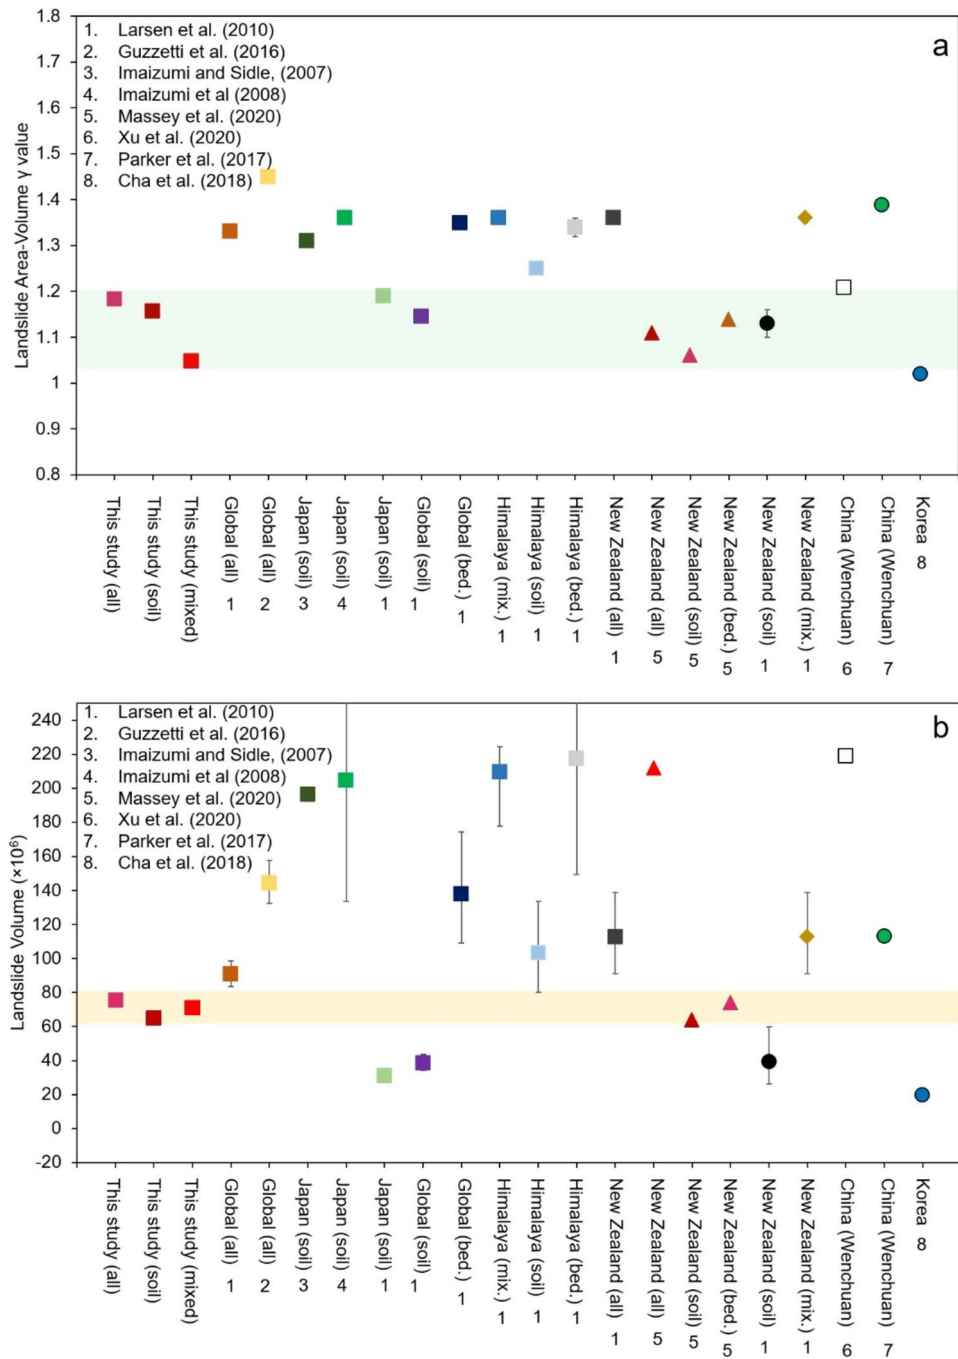 a
1. Larsen et al. (2010)
2. Guzzetti et al. (2016)
3. Imaizumi and Sidle, (2007)
4. Imaizumi et al (2008)
5. Massey et al. (2020)
6. Xu et al. (2020)
7. Parker et al. (2017)
8. Cha et al. (2018)
Landslide Area-Volume γ value
1.8
1.7
1.6
1.5
1.4
1.3
1.2
1.1
1
0.9
0.8
This study (all)
This study (soil)
This study (mixed)
Global (all) 1
Global (all) 2
Japan (soil) 3
Japan (soil) 4
Japan (soil) 1
Global (soil) 1
Global (bed.) 1
Himalaya (mix.) 1
Himalaya (soil) 1
Himalaya (bed.) 1
New Zealand (all) 1
New Zealand (all) 5
New Zealand (soil) 5
New Zealand (bed.) 5
New Zealand (soil) 1
New Zealand (mix.) 1
China (Wenchuan) 6
China (Wenchuan) 7
Korea 8
b
1. Larsen et al. (2010)
2. Guzzetti et al. (2016)
3. Imaizumi and Sidle, (2007)
4. Imaizumi et al (2008)
5. Massey et al. (2020)
6. Xu et al. (2020)
7. Parker et al. (2017)
8. Cha et al. (2018)
Landslide Volume (×10⁶)
240
220
200
180
160
140
120
100
80
60
40
20
0
-20
This study (all)
This study (soil)
This study (mixed)
Global (all) 1
Global (all) 2
Japan (soil) 3
Japan (soil) 4
Japan (soil) 1
Global (soil) 1
Global (bed.) 1
Himalaya (mix.) 1
Himalaya (soil) 1
Himalaya (bed.) 1
New Zealand (all) 1
New Zealand (all) 5
New Zealand (soil) 5
New Zealand (bed.) 5
New Zealand (soil) 1
New Zealand (mix.) 1
China (Wenchuan) 6
China (Wenchuan) 7
Korea 8